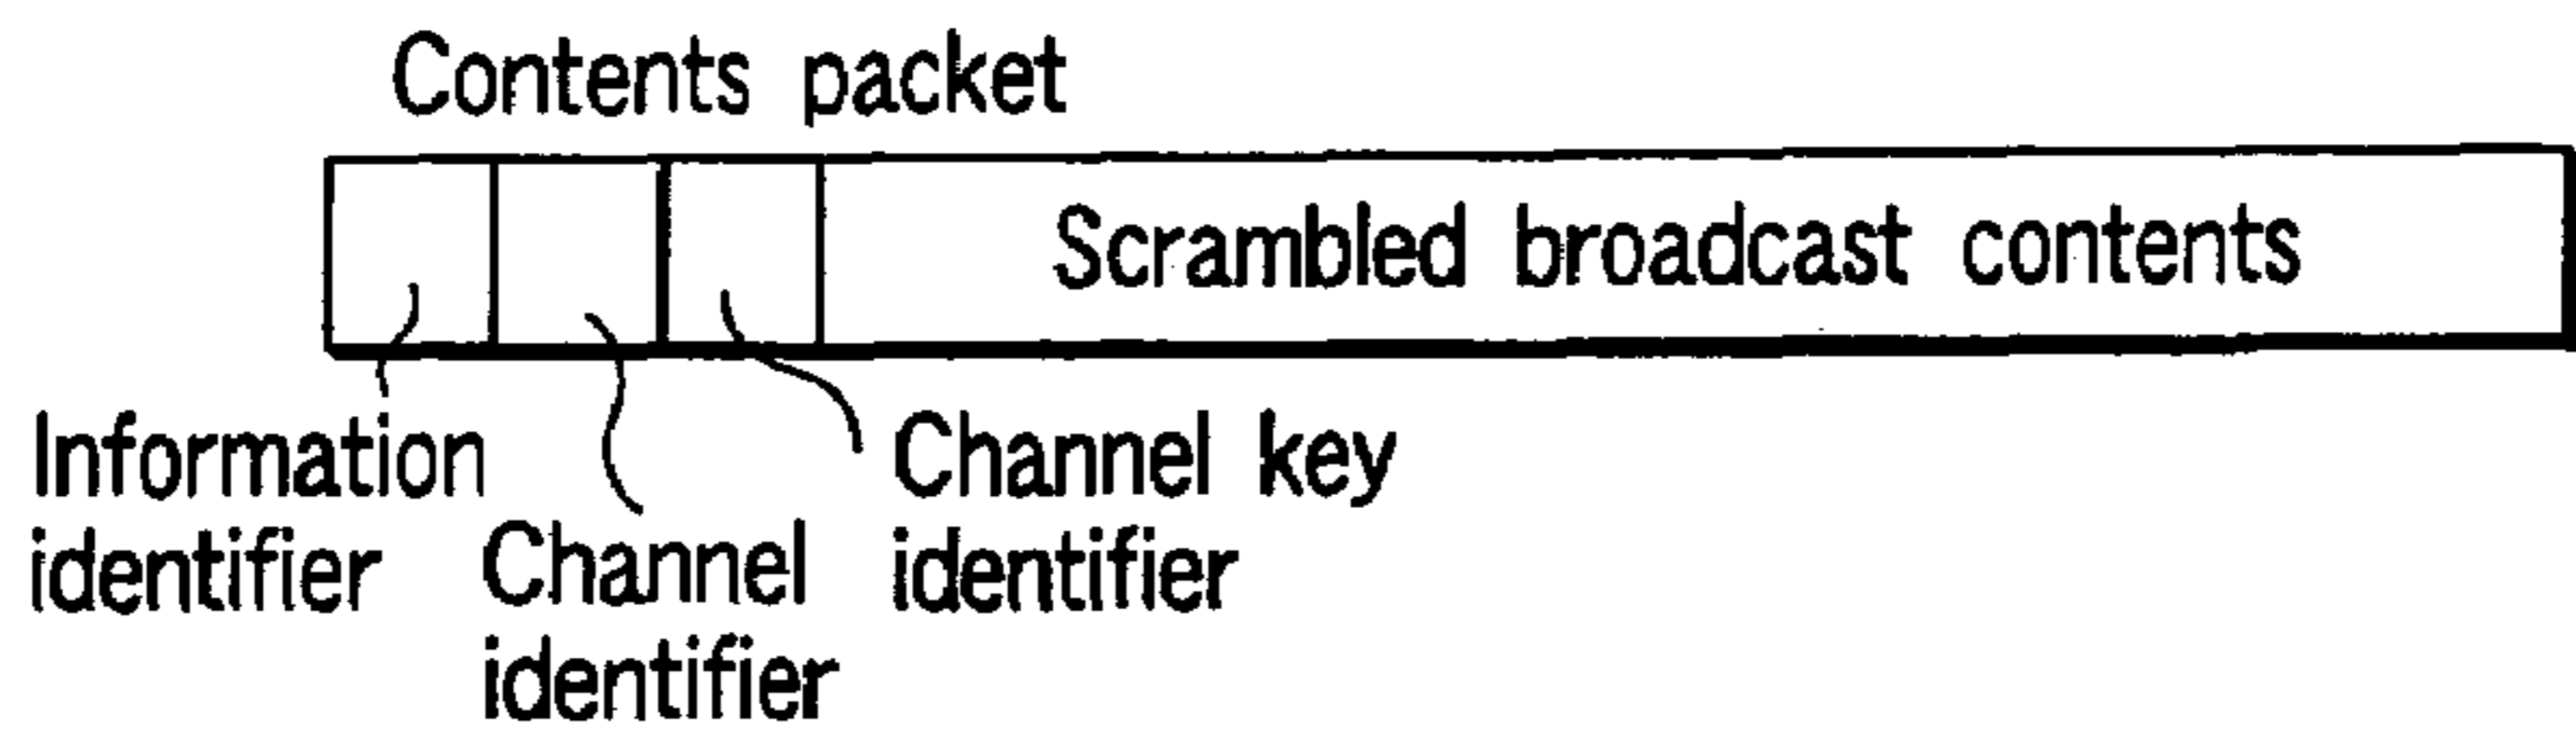 Contents packet
Scrambled broadcast contents
Information
identifier
Channel
identifier
Channel key
identifier